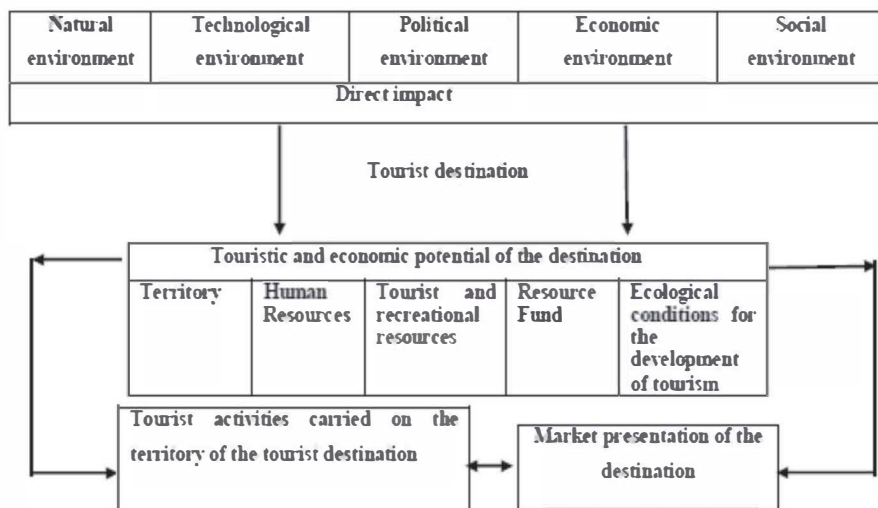 Natural environment
Technological environment
Political environment
Economic environment
Social environment
Direct impact
Tourist destination
Touristic and economic potential of the destination
Territory
Human
Resources
Tourist and
recreational
resources
Resource
Fund
Ecological
conditions for
the
development
of tourism
Tourist activities carried on the
territory of the tourist destination
Market presentation of the
destination